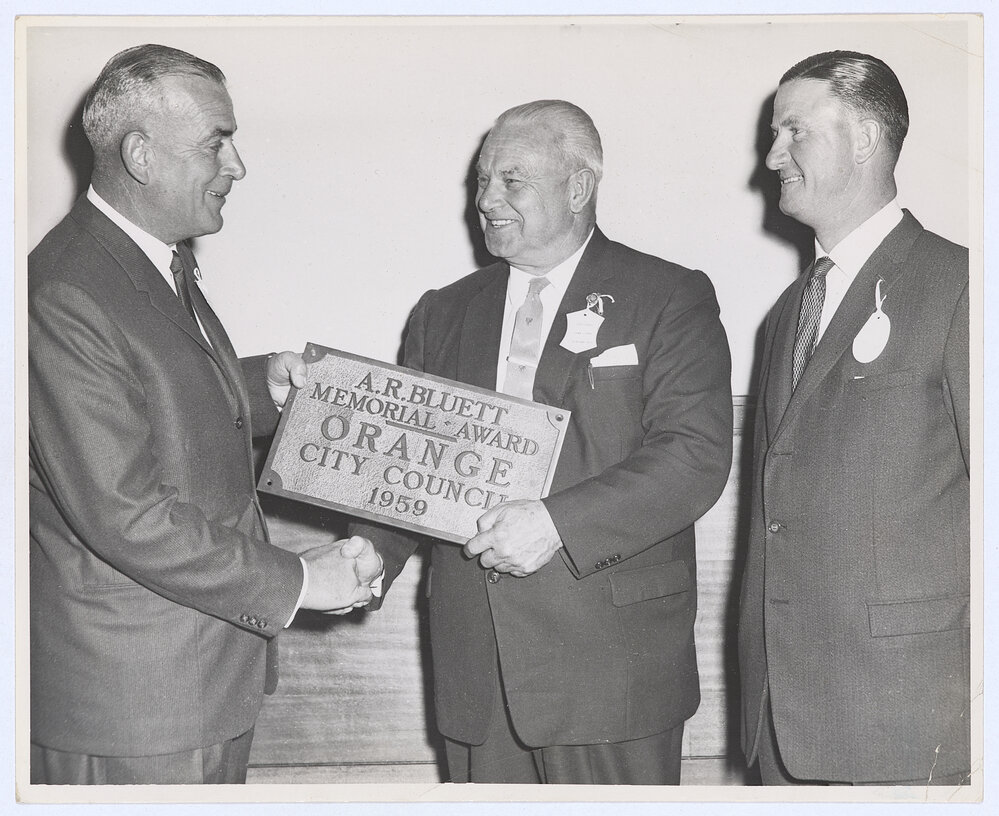 A.R.BLUETT
MEMORIAL - AWARD
ORANGE
CITY COUNCIL
1959